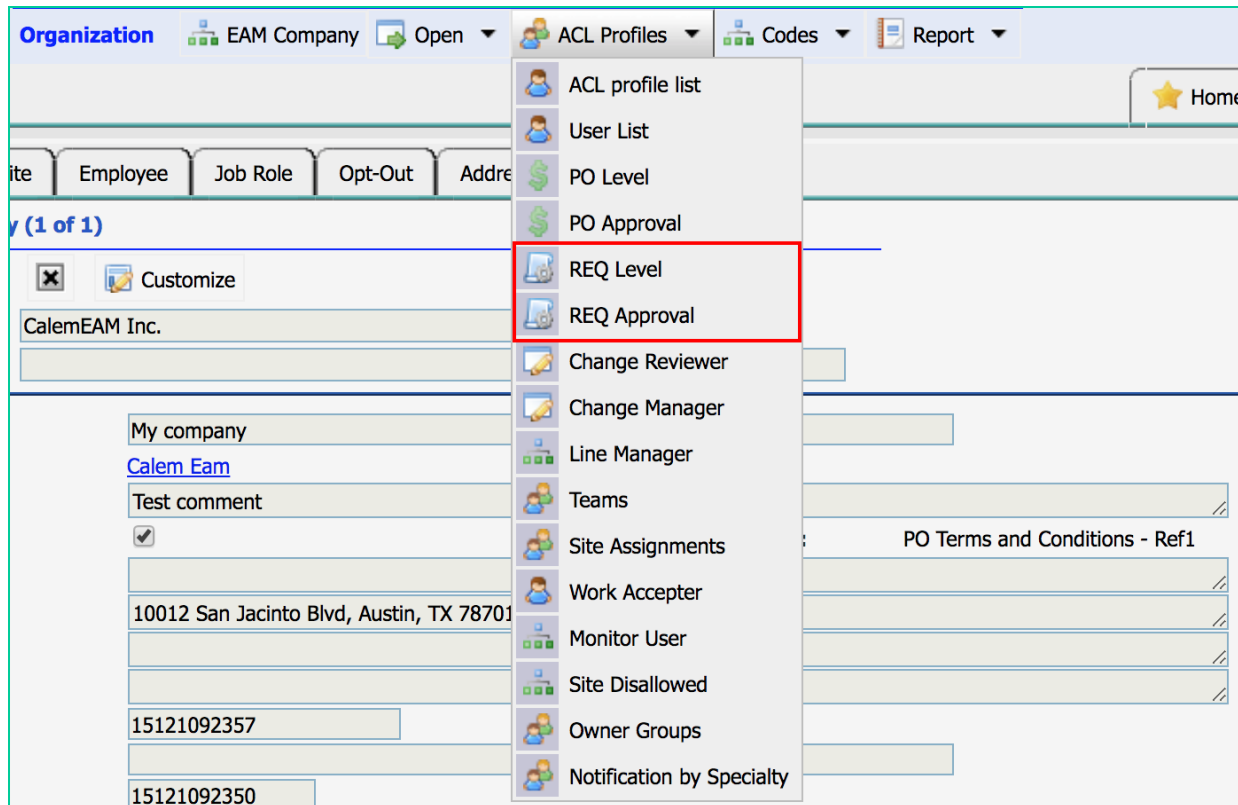 Organization EAM Company Open ACL Profiles Codes Report
ACL profile list
Home
User List
Employee Job Role Opt-Out
PO Level
(1 of 1)
PO Approval
REQ Level
Customize
REQ Approval
CalemEAM Inc.
Change Reviewer
Change Manager
My company
Line Manager
Calem Eam
Teams
Test comment
Site Assignments
PO Terms and Conditions - Ref1
Work Accepter
10012 San Jacinto Blvd, Austin, TX 78701
Monitor User
Site Disallowed
15121092357
Owner Groups
Notification by Specialty
15121092350